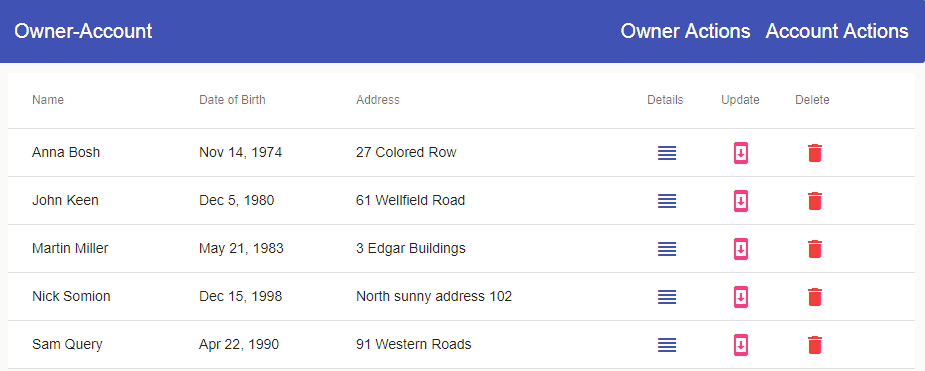 Owner-Account Owner Actions Account Actions
Name Date of Birth Address Details Update Delete
Anna Bosh Nov 14, 1974 27 Colored Row
John Keen Dec 5, 1980 61 Wellfield Road
Martin Miller May 21, 1983 3 Edgar Buildings
Nick Somion Dec 15, 1998 North sunny address 102
Sam Query Apr 22, 1990 91 Western Roads